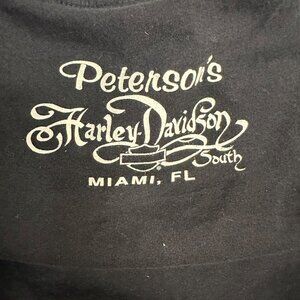 Peterson's
Harley-Davidson
South
MIAMI, FL